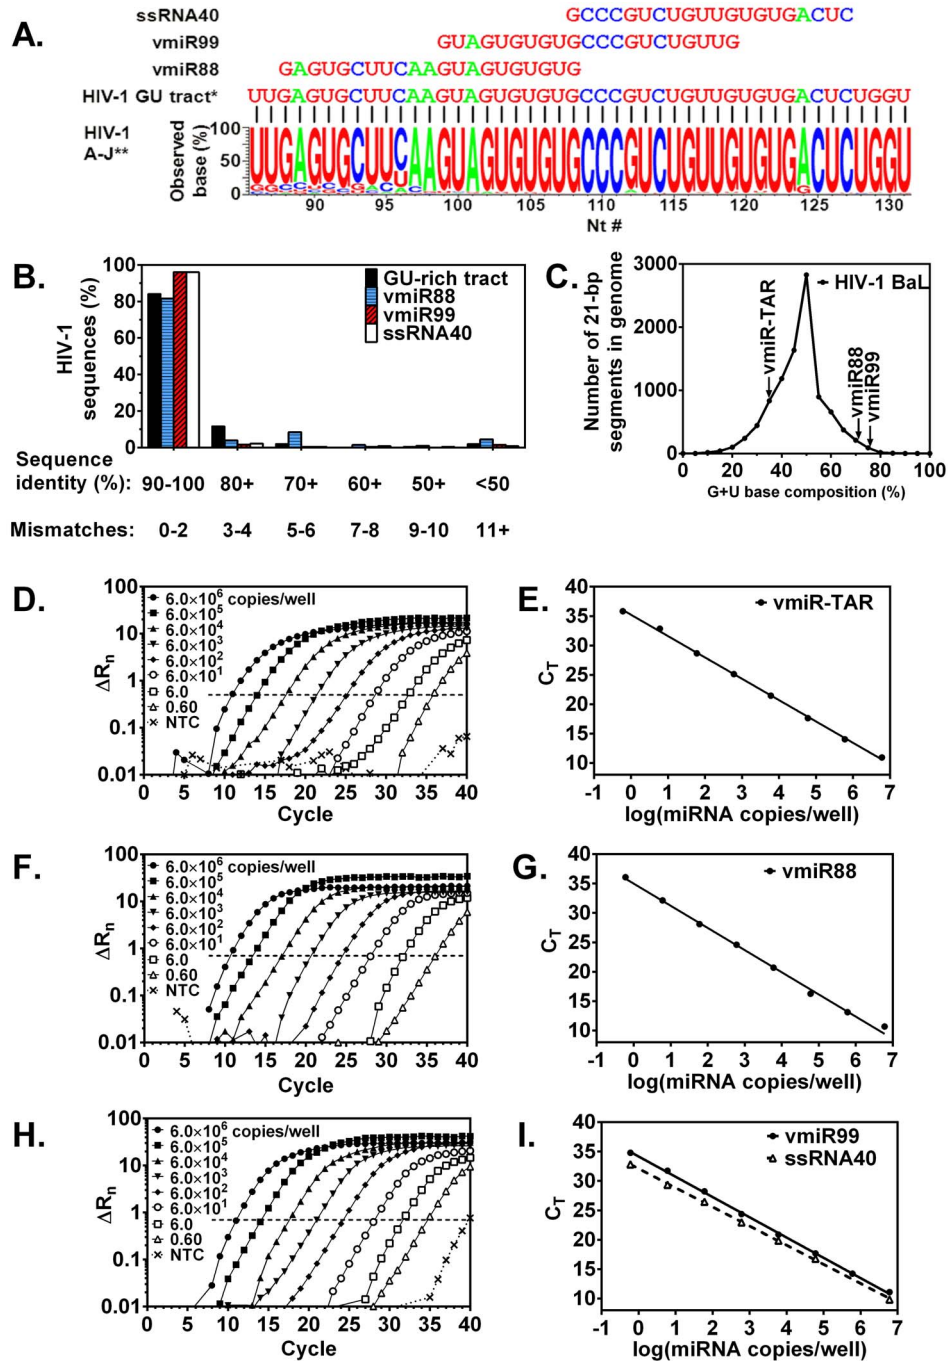 A.
ssRNA40 GCCCGUCUGUUGUGUGACUC
vmiR99 GUAGUGUGUGCCCGUCUGUUG
vmiR88 GAGUGCUUCAAGUAGUGUGUG
HIV-1 GU tract* UUGAGUGCUUCAAGUAGUGUGUGCCCGUCUGUUGUGUGACUCUGGU
HIV-1 A-J**
Observed base (%)
100
50
0
UUGAGUGCUUCAAGUAGUGUGUGCCCGUCUGUUGUGUGACUCUGGU
90 95 100 105 110 115 120 125 130
Nt #
B.
HIV-1 sequences (%)
100
80
60
40
20
0
GU-rich tract
vmiR88
vmiR99
ssRNA40
Sequence identity (%): 90-100 80+ 70+ 60+ 50+ <50
Mismatches: 0-2 3-4 5-6 7-8 9-10 11+
C.
Number of 21-bp segments in genome
3000
2000
1000
0
HIV-1 BaL
vmiR-TAR
vmiR88
vmiR99
0 20 40 60 80 100
G+U base composition (%)
D.
ΔRn
100
10
1
0.1
0.01
6.0×10⁶ copies/well
6.0×10⁵
6.0×10⁴
6.0×10³
6.0×10²
6.0×10¹
6.0
0.60
NTC
0 5 10 15 20 25 30 35 40
Cycle
E.
CT
40
35
30
25
20
15
10
vmiR-TAR
-1 0 1 2 3 4 5 6 7
log(miRNA copies/well)
F.
ΔRn
100
10
1
0.1
0.01
6.0×10⁶ copies/well
6.0×10⁵
6.0×10⁴
6.0×10³
6.0×10²
6.0×10¹
6.0
0.60
NTC
0 5 10 15 20 25 30 35 40
Cycle
G.
CT
40
35
30
25
20
15
10
vmiR88
-1 0 1 2 3 4 5 6 7
log(miRNA copies/well)
H.
ΔRn
100
10
1
0.1
0.01
6.0×10⁶ copies/well
6.0×10⁵
6.0×10⁴
6.0×10³
6.0×10²
6.0×10¹
6.0
0.60
NTC
0 5 10 15 20 25 30 35 40
Cycle
I.
CT
40
35
30
25
20
15
10
vmiR99
ssRNA40
-1 0 1 2 3 4 5 6 7
log(miRNA copies/well)